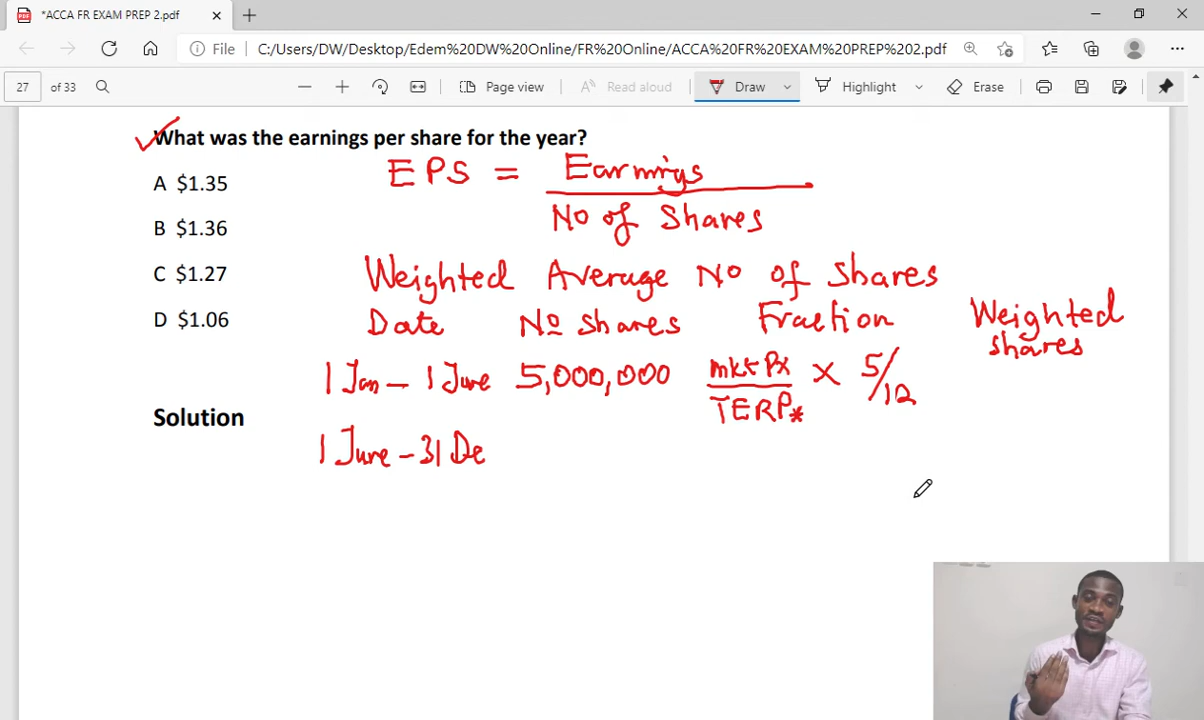 *ACCA FR EXAM PREP 2.pdf
File C:/Users/DW/Desktop/Edem%20DW%20Online/FR%20Online/ACCA%20FR%20EXAM%20PREP%202.pdf
27 of 33 Page view Read aloud Draw Highlight Erase
What was the earnings per share for the year?
EPS = Earnings
No of Shares
A $1.35
B $1.36
C $1.27
D $1.06
Weighted Average No of Shares
Date No shares Fraction Weighted shares
1 Jan – 1 June 5,000,000 mkt Px / TERP* X 5/12
Solution
1 June – 31 De